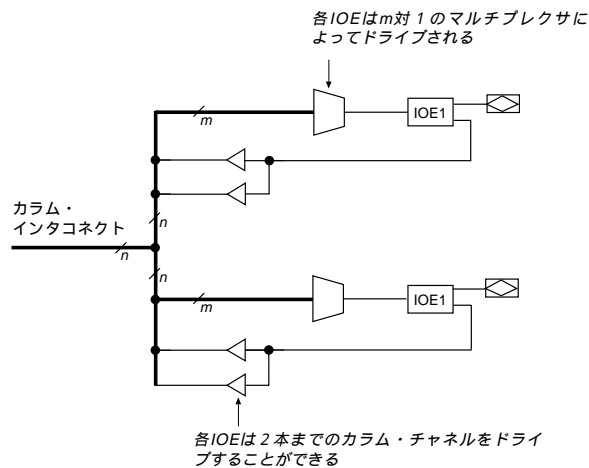 各IOEはm対1のマルチプレクサに
よってドライブされる
m
IOE1
n
カラム・
インタコネクト
n
n
m
IOE1
各IOEは2本までのカラム・チャネルをドライ
ブすることができる